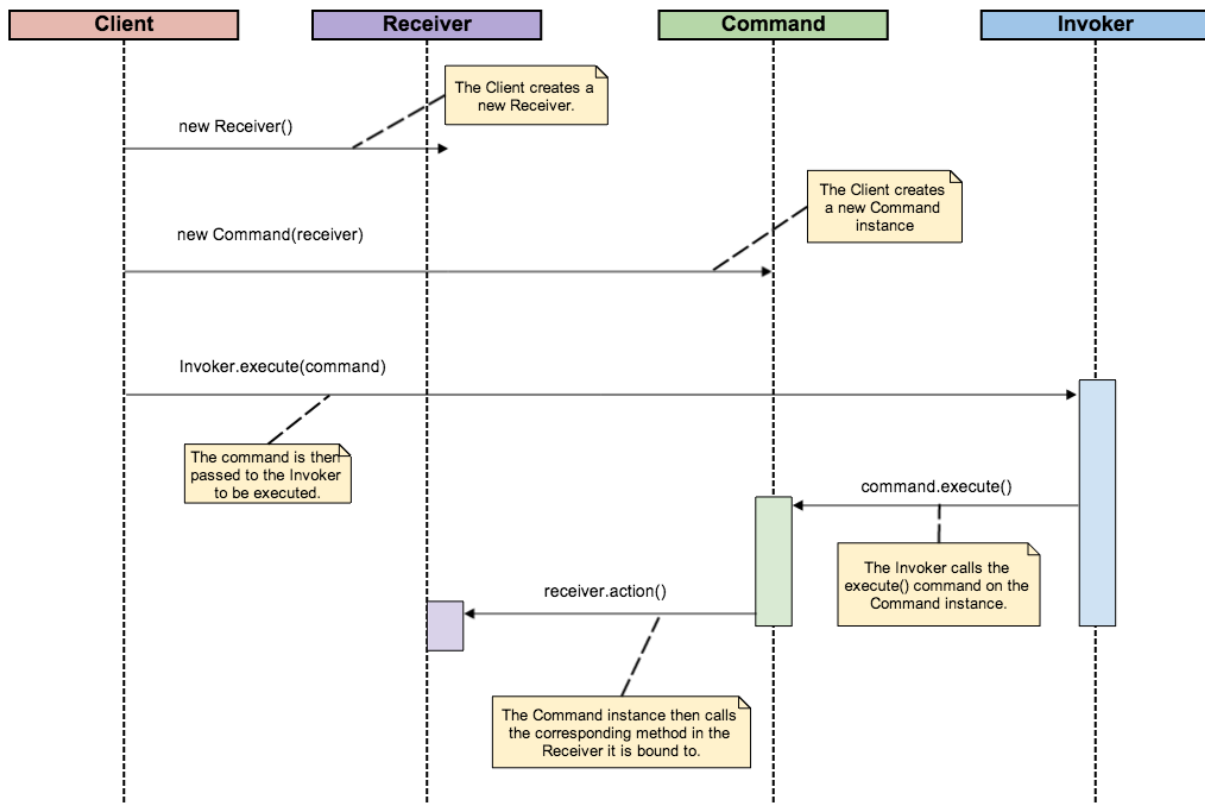 Client
Receiver
Command
Invoker
The Client creates a
new Receiver.
new Receiver()
The Client creates
a new Command
instance
new Command(receiver)
Invoker.execute(command)
The command is then
passed to the Invoker
to be executed.
command.execute()
The Invoker calls the
execute() command on the
Command instance.
receiver.action()
The Command instance then calls
the corresponding method in the
Receiver it is bound to.